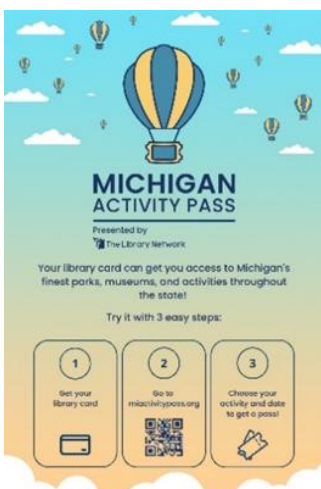 MICHIGAN
ACTIVITY PASS
Presented by
The Library Network
Your library card can get you access to Michigan's
finest parks, museums, and activities throughout
the state!
Try it with 3 easy steps:
1
Get your
library card
2
Go to
miactivitypass.org
3
Choose your
activity and date
to get a pass!